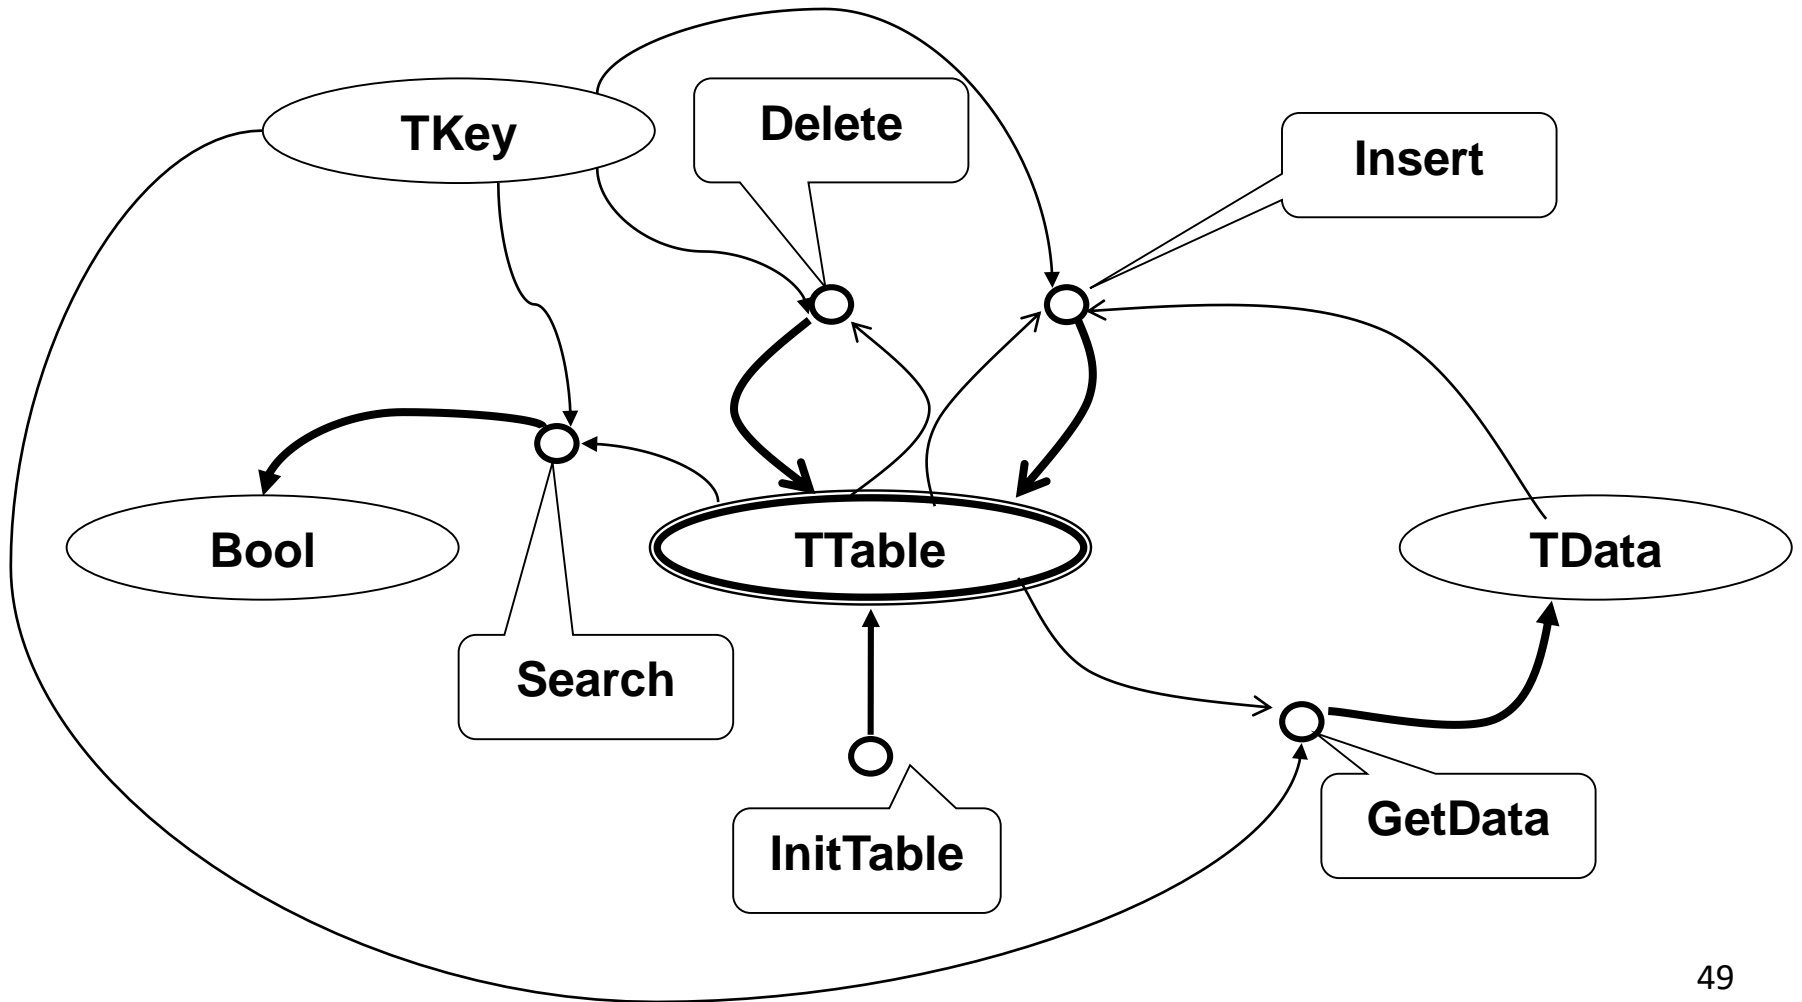 TKey
Delete
Insert
Bool
TTable
TData
Search
InitTable
GetData
49